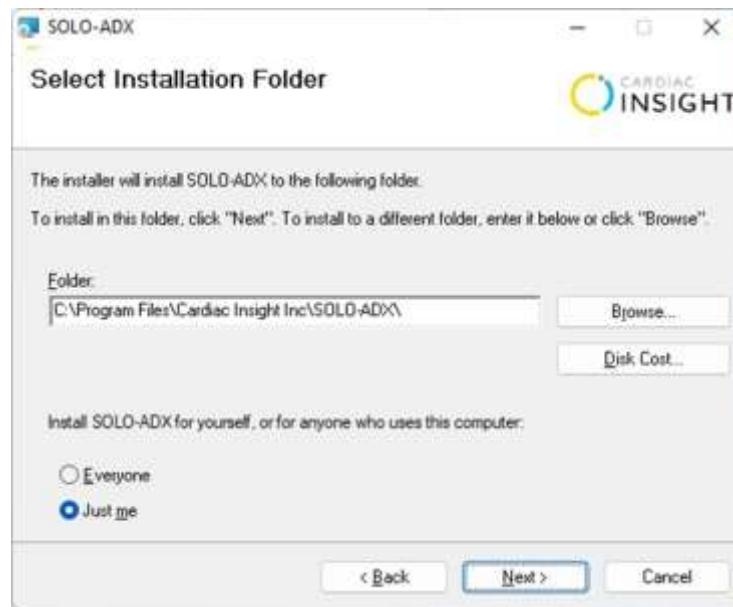 SOLO-ADX
Select Installation Folder
CARDIAC
INSIGHT
The installer will install SOLO-ADX to the following folder.
To install in this folder, click "Next". To install to a different folder, enter it below or click "Browse".
Folder:
C:\Program Files\Cardiac Insight Inc\SOLO-ADX\
Browse...
Disk Cost...
Install SOLO-ADX for yourself, or for anyone who uses this computer:
Everyone
Just me
< Back
Next >
Cancel